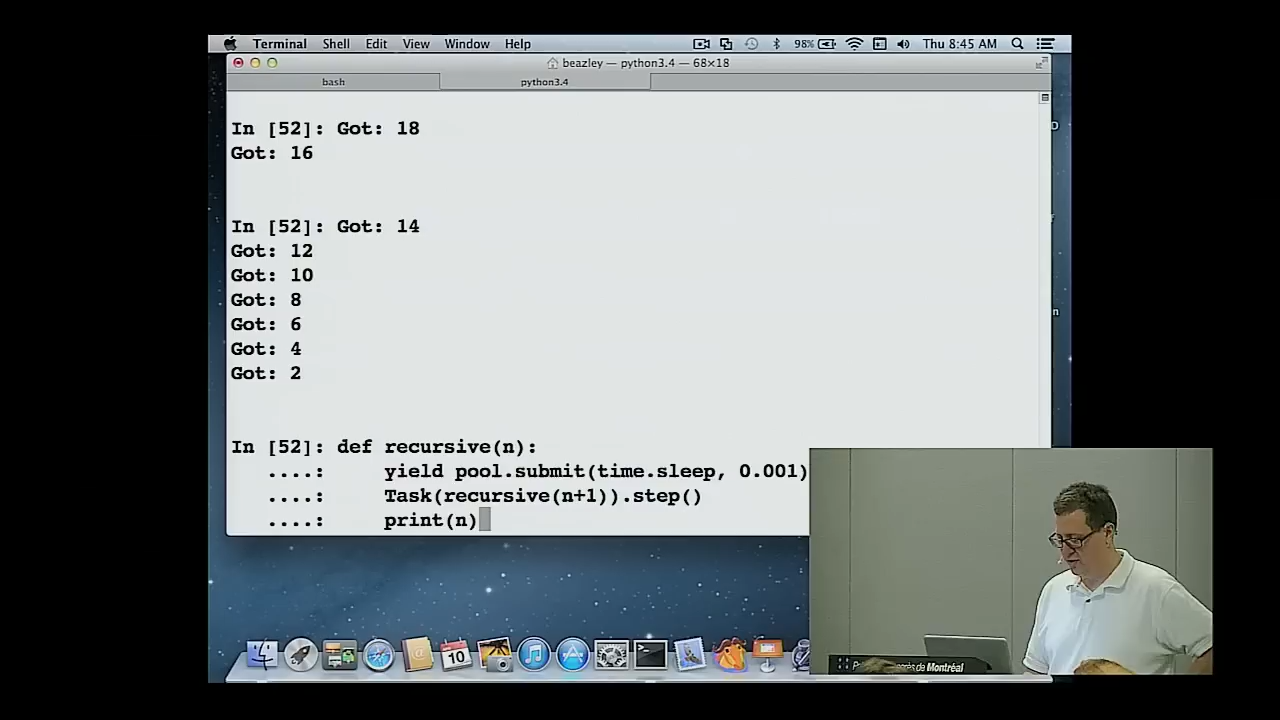 Terminal Shell Edit View Window Help 98% Thu 8:45 AM
beazley — python3.4 — 68×18
bash python3.4
In [52]: Got: 18
Got: 16
In [52]: Got: 14
Got: 12
Got: 10
Got: 8
Got: 6
Got: 4
Got: 2
In [52]: def recursive(n):
....: yield pool.submit(time.sleep, 0.001)
....: Task(recursive(n+1)).step()
....: print(n)
10
de Montréal